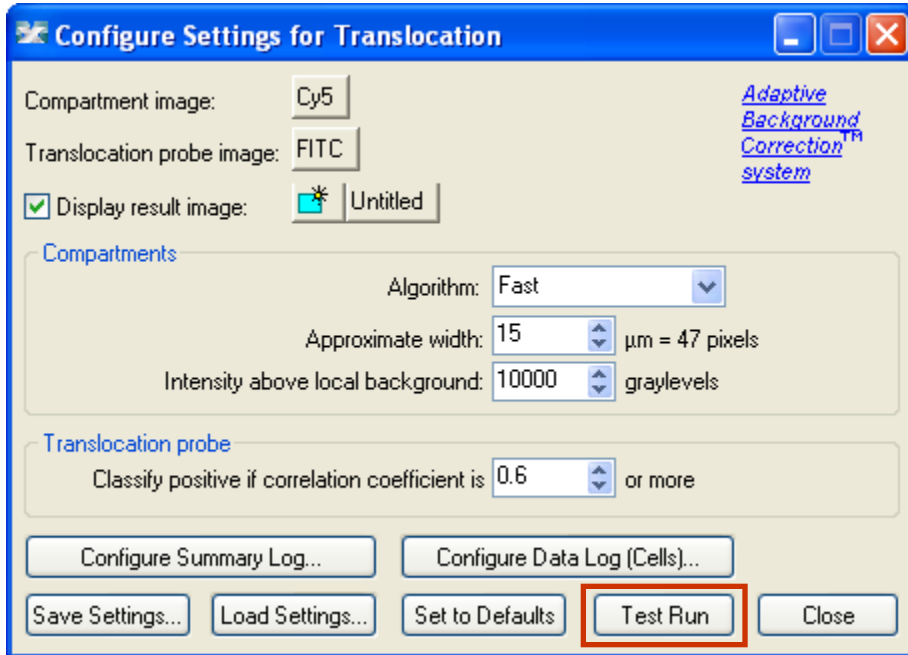 Configure Settings for Translocation
Compartment image: Cy5
Translocation probe image: FITC
Display result image: Untitled
Adaptive
Background
Correction™
system
Compartments
Algorithm: Fast
Approximate width: 15 µm = 47 pixels
Intensity above local background: 10000 graylevels
Translocation probe
Classify positive if correlation coefficient is 0.6 or more
Configure Summary Log... Configure Data Log (Cells)...
Save Settings... Load Settings... Set to Defaults Test Run Close